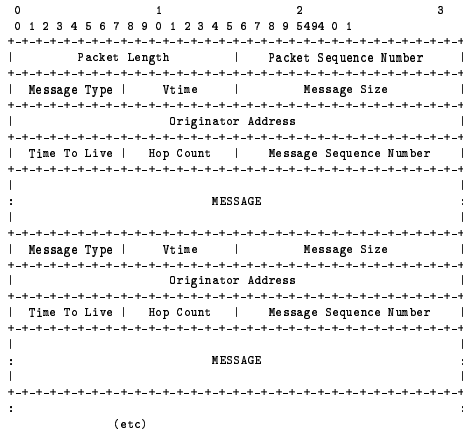 0 1 2 3
0 1 2 3 4 5 6 7 8 9 0 1 2 3 4 5 6 7 8 9 5494 0 1
+-+-+-+-+-+-+-+-+-+-+-+-+-+-+-+-+-+-+-+-+-+-+-+-+-+-+-+-+-+-+-+-+
| Packet Length | Packet Sequence Number |
+-+-+-+-+-+-+-+-+-+-+-+-+-+-+-+-+-+-+-+-+-+-+-+-+-+-+-+-+-+-+-+-+
| Message Type | Vtime | Message Size |
+-+-+-+-+-+-+-+-+-+-+-+-+-+-+-+-+-+-+-+-+-+-+-+-+-+-+-+-+-+-+-+-+
| Originator Address |
+-+-+-+-+-+-+-+-+-+-+-+-+-+-+-+-+-+-+-+-+-+-+-+-+-+-+-+-+-+-+-+-+
| Time To Live | Hop Count | Message Sequence Number |
+-+-+-+-+-+-+-+-+-+-+-+-+-+-+-+-+-+-+-+-+-+-+-+-+-+-+-+-+-+-+-+-+
| |
: MESSAGE :
| |
+-+-+-+-+-+-+-+-+-+-+-+-+-+-+-+-+-+-+-+-+-+-+-+-+-+-+-+-+-+-+-+-+
| Message Type | Vtime | Message Size |
+-+-+-+-+-+-+-+-+-+-+-+-+-+-+-+-+-+-+-+-+-+-+-+-+-+-+-+-+-+-+-+-+
| Originator Address |
+-+-+-+-+-+-+-+-+-+-+-+-+-+-+-+-+-+-+-+-+-+-+-+-+-+-+-+-+-+-+-+-+
| Time To Live | Hop Count | Message Sequence Number |
+-+-+-+-+-+-+-+-+-+-+-+-+-+-+-+-+-+-+-+-+-+-+-+-+-+-+-+-+-+-+-+-+
| |
: MESSAGE :
| |
+-+-+-+-+-+-+-+-+-+-+-+-+-+-+-+-+-+-+-+-+-+-+-+-+-+-+-+-+-+-+-+-+
: :
(etc)